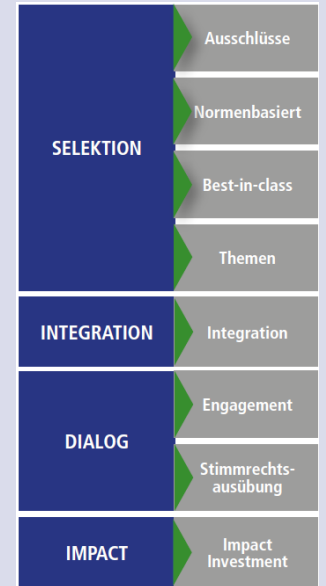 SELEKTION
Ausschlüsse
Normenbasiert
Best-in-class
Themen
INTEGRATION
Integration
DIALOG
Engagement
Stimmrechts-
ausübung
IMPACT
Impact
Investment